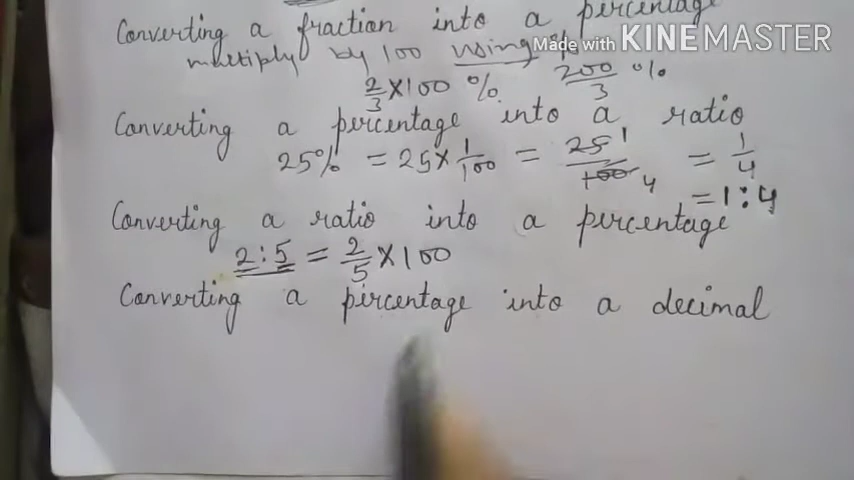 Converting a fraction into a percentage
multiply by 100 using %
Made with KINEMASTER
2/3 × 100 % 200/3 %
Converting a percentage into a ratio
25% = 25 × 1/100 = 25 1/100 4 = 1/4
= 1:4
Converting a ratio into a percentage
2:5 = 2/5 × 100
Converting a percentage into a decimal